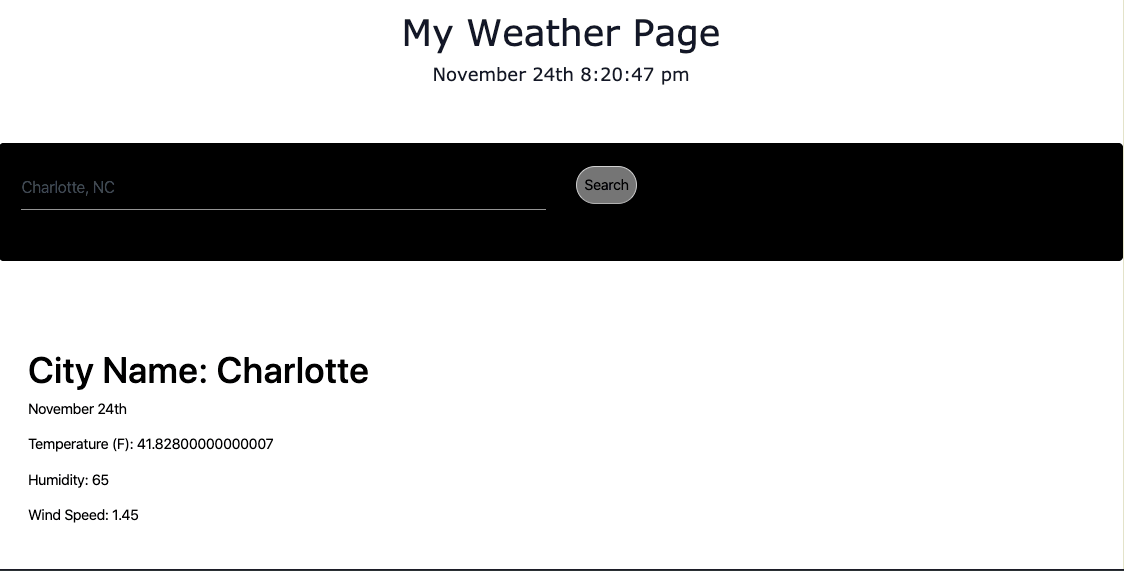 My Weather Page
November 24th 8:20:47 pm
Charlotte, NC
Search
City Name: Charlotte
November 24th
Temperature (F): 41.82800000000007
Humidity: 65
Wind Speed: 1.45